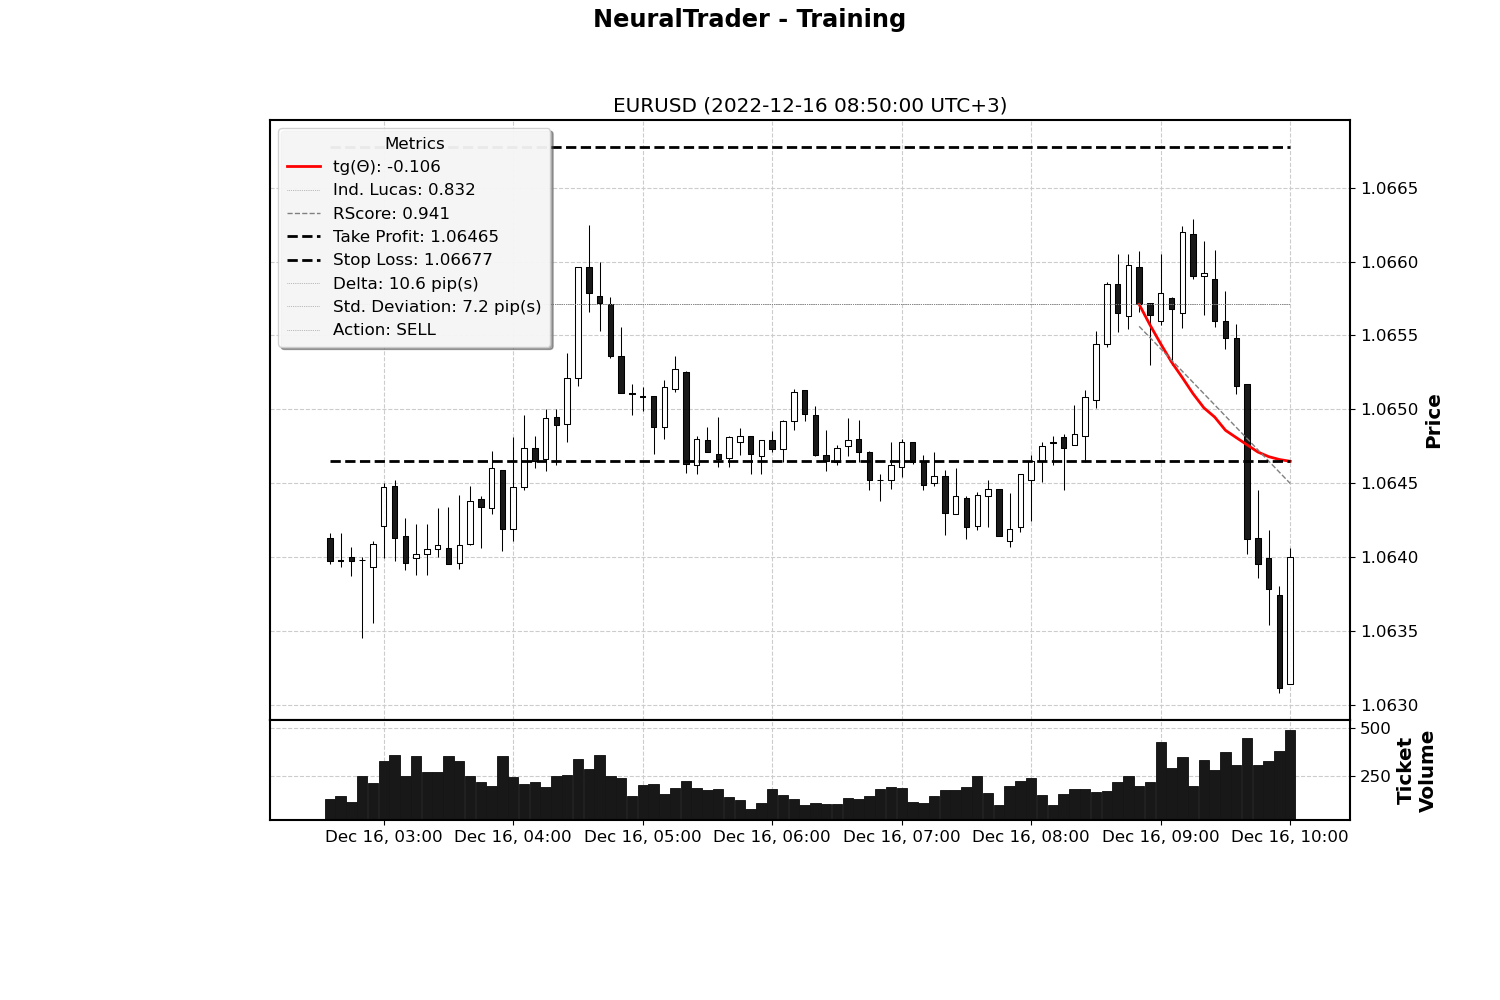 NeuralTrader - Training
EURUSD (2022-12-16 08:50:00 UTC+3)
Metrics
tg(Θ): -0.106
Ind. Lucas: 0.832
RScore: 0.941
Take Profit: 1.06465
Stop Loss: 1.06677
Delta: 10.6 pip(s)
Std. Deviation: 7.2 pip(s)
Action: SELL
1.0665
1.0660
1.0655
1.0650
1.0645
1.0640
1.0635
1.0630
Price
500
250
Ticket
Volume
Dec 16, 03:00
Dec 16, 04:00
Dec 16, 05:00
Dec 16, 06:00
Dec 16, 07:00
Dec 16, 08:00
Dec 16, 09:00
Dec 16, 10:00